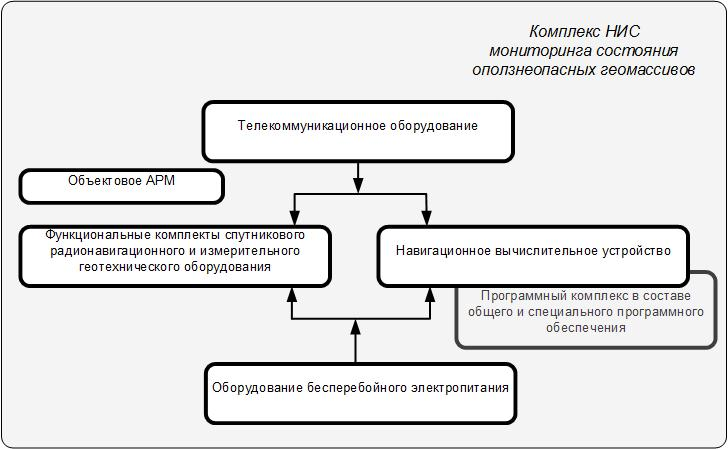 Комплекс НИС
мониторинга состояния
оползнеопасных геомассивов
Телекоммуникационное оборудование
Объектовое АРМ
Функциональные комплекты спутникового
радионавигационного и измерительного
геотехнического оборудования
Навигационное вычислительное устройство
Программный комплекс в составе
общего и специального программного
обеспечения
Оборудование бесперебойного электропитания